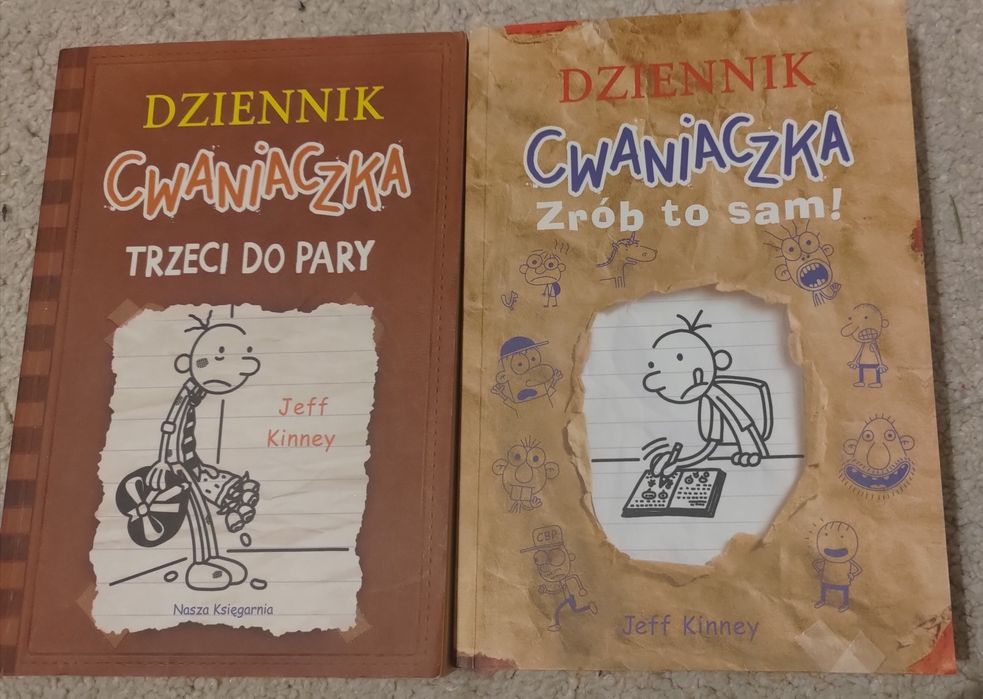 DZIENNIK
CWANIACZKA
TRZECI DO PARY
Jeff
Kinney
Nasza Księgarnia
DZIENNIK
CWANIACZKA
Zrób to sam!
CBP
Jeff Kinney